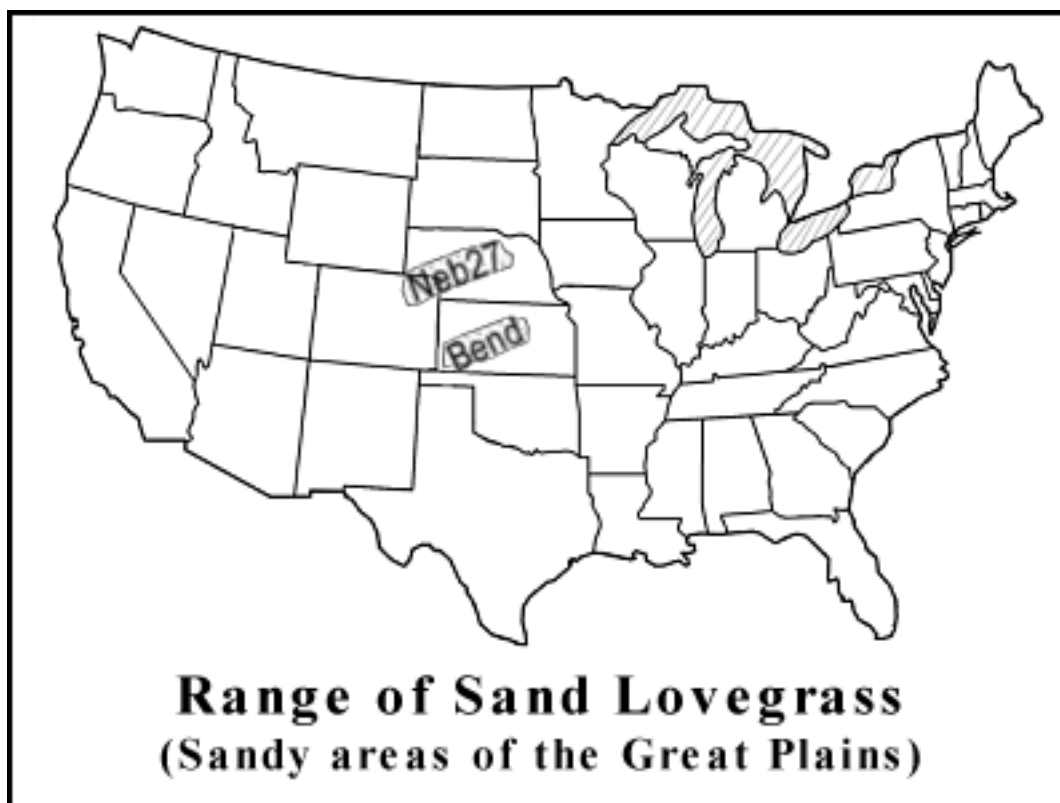 Neb27
Bend
Range of Sand Lovegrass
(Sandy areas of the Great Plains)